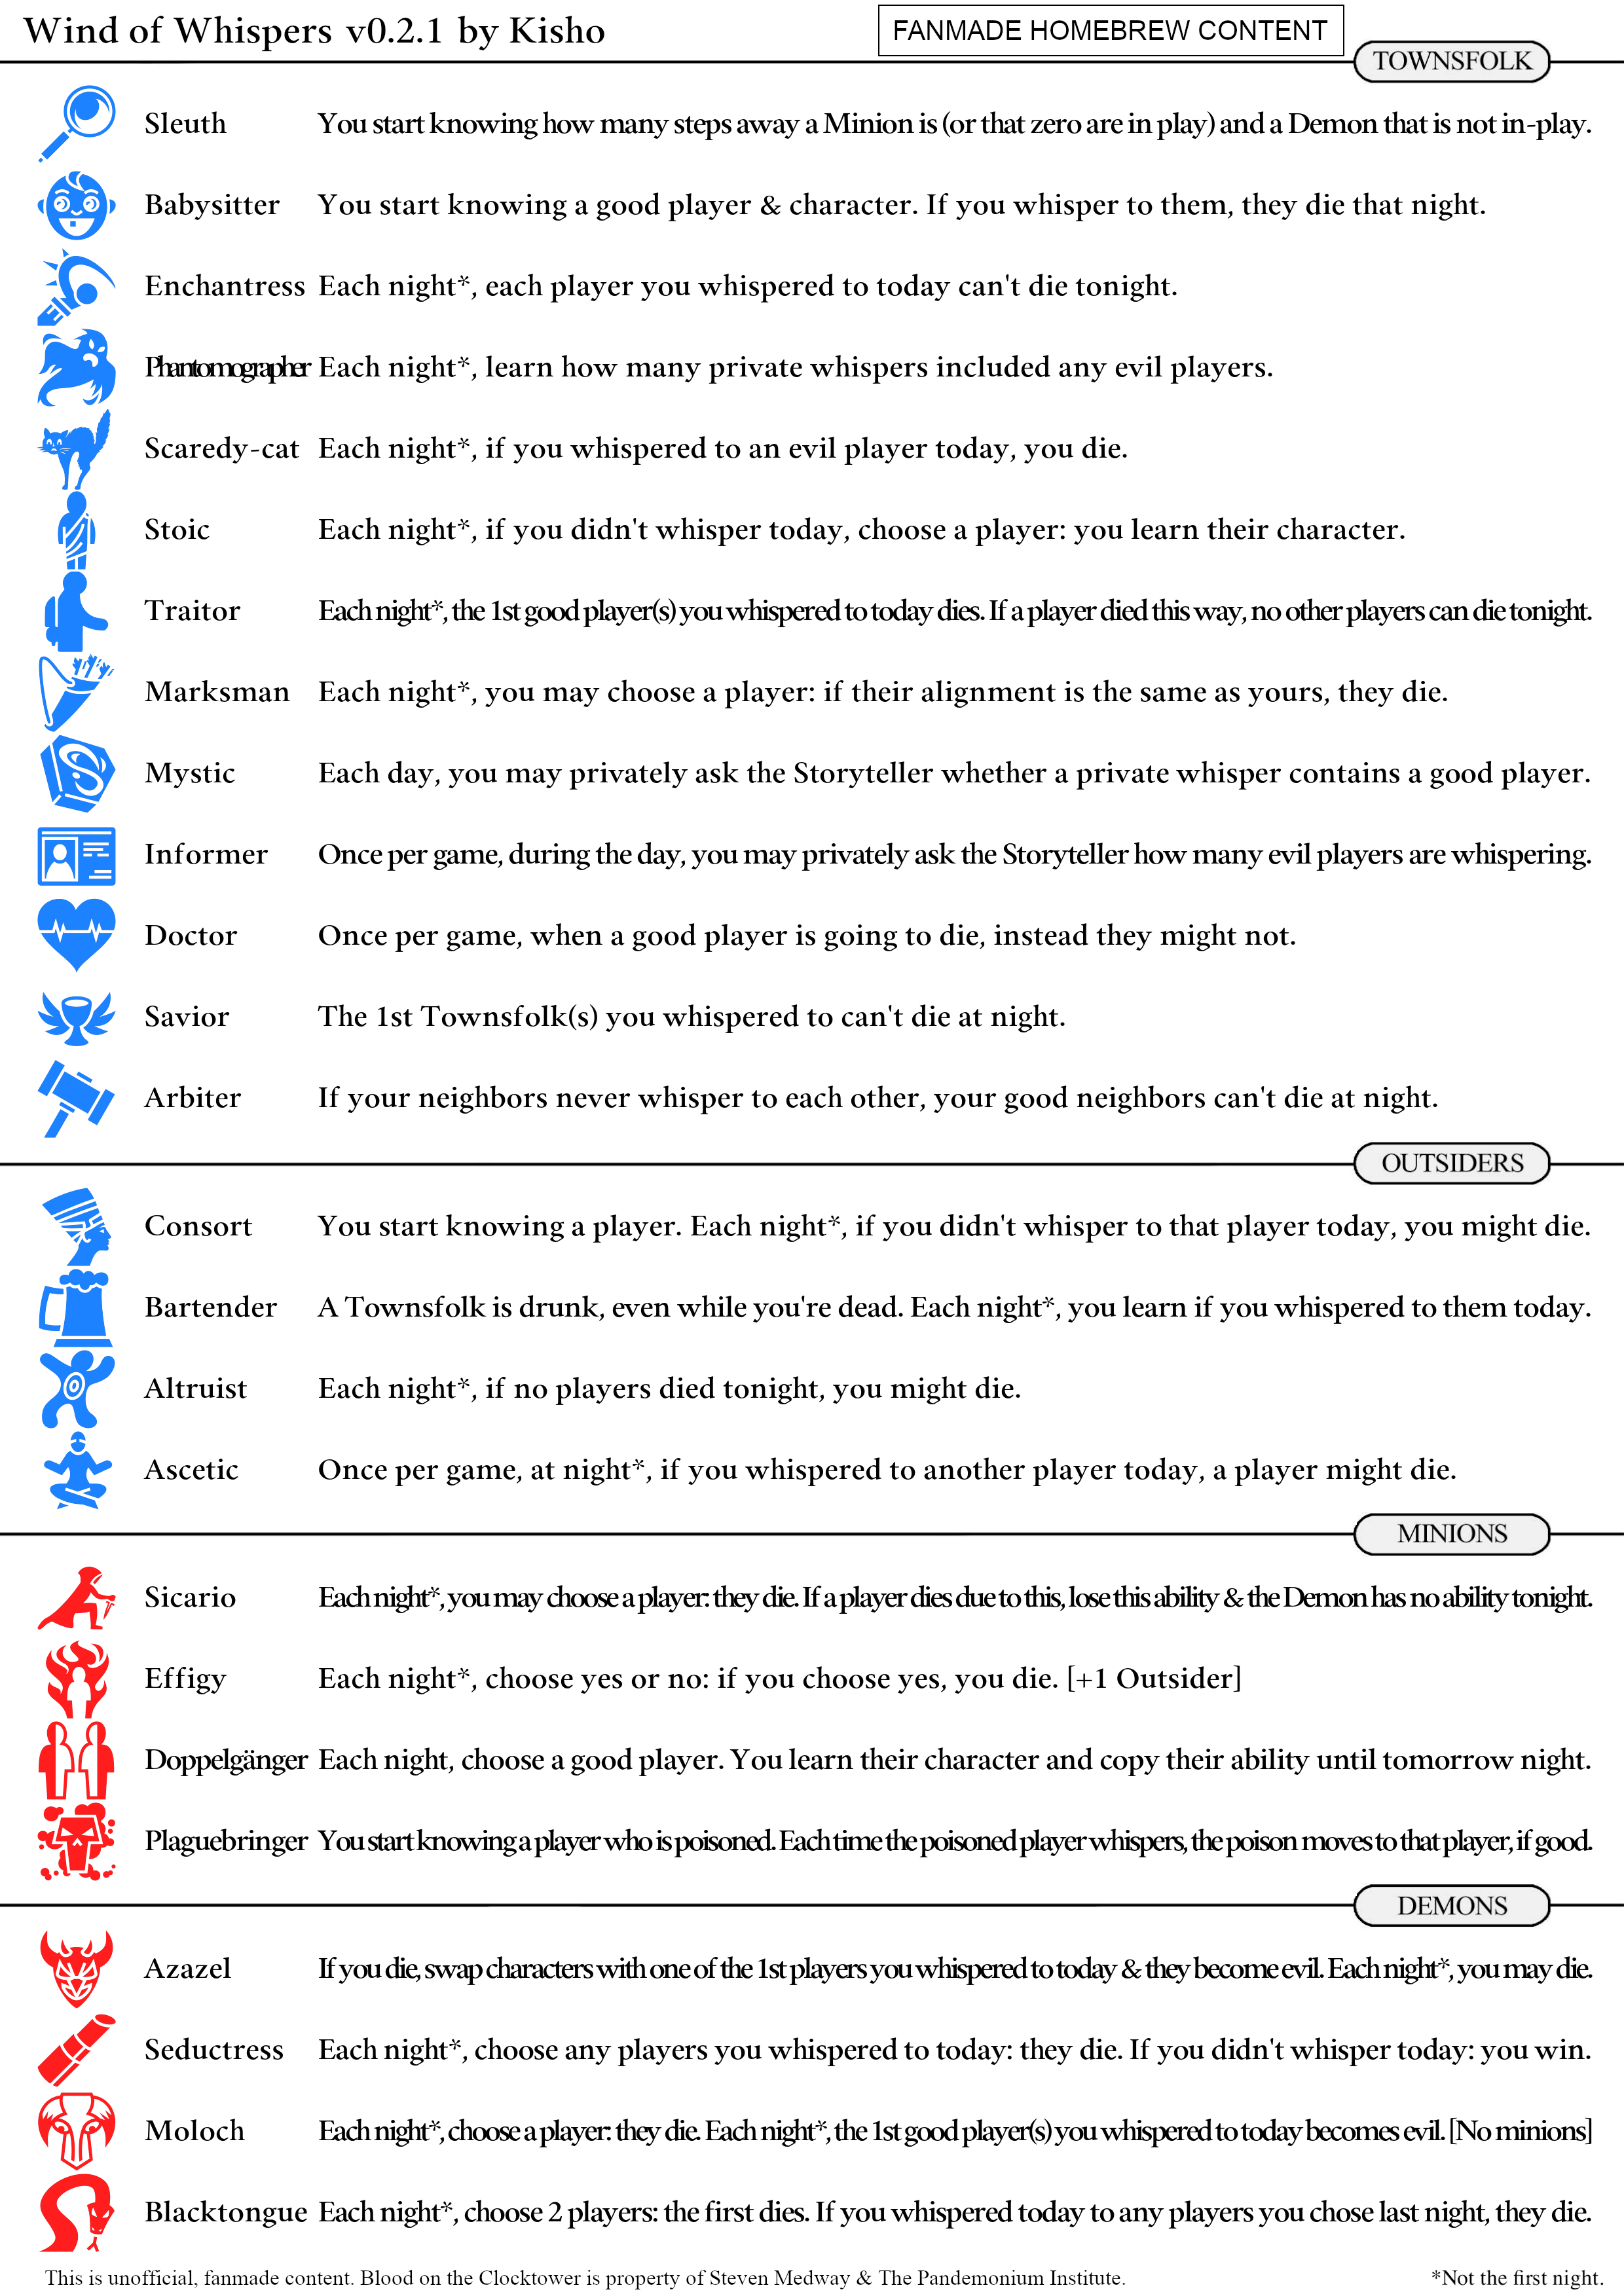 Wind of Whispers v0.2.1 by Kisho
FANMADE HOMEBREW CONTENT
TOWNSFOLK
Sleuth You start knowing how many steps away a Minion is (or that zero are in play) and a Demon that is not in-play.
Babysitter You start knowing a good player & character. If you whisper to them, they die that night.
Enchantress Each night*, each player you whispered to today can't die tonight.
Phantomographer Each night*, learn how many private whispers included any evil players.
Scaredy-cat Each night*, if you whispered to an evil player today, you die.
Stoic Each night*, if you didn't whisper today, choose a player: you learn their character.
Traitor Each night*, the 1st good player(s) you whispered to today dies. If a player died this way, no other players can die tonight.
Marksman Each night*, you may choose a player: if their alignment is the same as yours, they die.
Mystic Each day, you may privately ask the Storyteller whether a private whisper contains a good player.
Informer Once per game, during the day, you may privately ask the Storyteller how many evil players are whispering.
Doctor Once per game, when a good player is going to die, instead they might not.
Savior The 1st Townsfolk(s) you whispered to can't die at night.
Arbiter If your neighbors never whisper to each other, your good neighbors can't die at night.
OUTSIDERS
Consort You start knowing a player. Each night*, if you didn't whisper to that player today, you might die.
Bartender A Townsfolk is drunk, even while you're dead. Each night*, you learn if you whispered to them today.
Altruist Each night*, if no players died tonight, you might die.
Ascetic Once per game, at night*, if you whispered to another player today, a player might die.
MINIONS
Sicario Each night*, you may choose a player: they die. If a player dies due to this, lose this ability & the Demon has no ability tonight.
Effigy Each night*, choose yes or no: if you choose yes, you die. [+1 Outsider]
Doppelgänger Each night, choose a good player. You learn their character and copy their ability until tomorrow night.
Plaguebringer You start knowing a player who is poisoned. Each time the poisoned player whispers, the poison moves to that player, if good.
DEMONS
Azazel If you die, swap characters with one of the 1st players you whispered to today & they become evil. Each night*, you may die.
Seductress Each night*, choose any players you whispered to today: they die. If you didn't whisper today: you win.
Moloch Each night*, choose a player: they die. Each night*, the 1st good player(s) you whispered to today becomes evil. [No minions]
Blacktongue Each night*, choose 2 players: the first dies. If you whispered today to any players you chose last night, they die.
This is unofficial, fanmade content. Blood on the Clocktower is property of Steven Medway & The Pandemonium Institute.
*Not the first night.